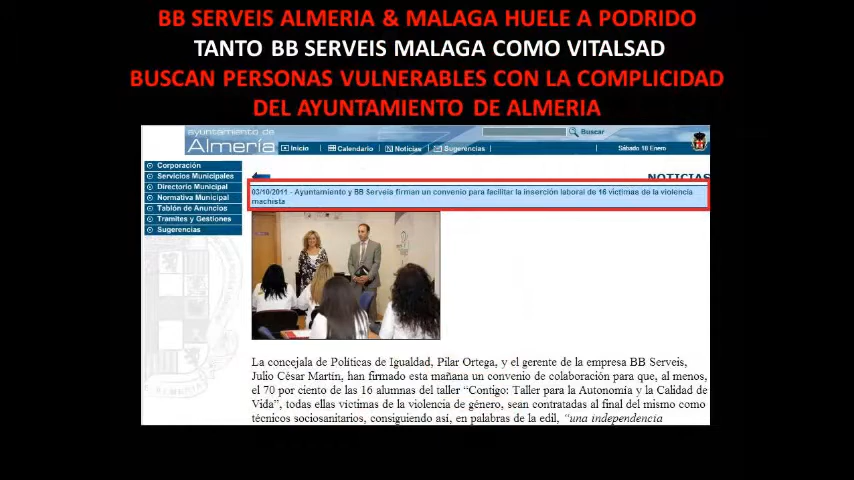 BB SERVEIS ALMERIA & MALAGA HUELE A PODRIDO
TANTO BB SERVEIS MALAGA COMO VITALSAD
BUSCAN PERSONAS VULNERABLES CON LA COMPLICIDAD
DEL AYUNTAMIENTO DE ALMERIA
ayuntamiento de
Almería
Inicio
Calendario
Noticias
Sugerencias
Buscar
Sábado 18 Enero
Corporación
Servicios Municipales
Directorio Municipal
Normativa Municipal
Tablón de Anuncios
Tramites y Gestiones
Sugerencias
NOTICIAS
03/10/2011 - Ayuntamiento y BB Serveis firman un convenio para facilitar la inserción laboral de 16 víctimas de la violencia
machista
La concejala de Políticas de Igualdad, Pilar Ortega, y el gerente de la empresa BB Serveis,
Julio César Martín, han firmado esta mañana un convenio de colaboración para que, al menos,
el 70 por ciento de las 16 alumnas del taller “Contigo: Taller para la Autonomía y la Calidad de
Vida”, todas ellas víctimas de la violencia de género, sean contratadas al final del mismo como
técnicos sociosanitarios, consiguiendo así, en palabras de la edil, “una independencia